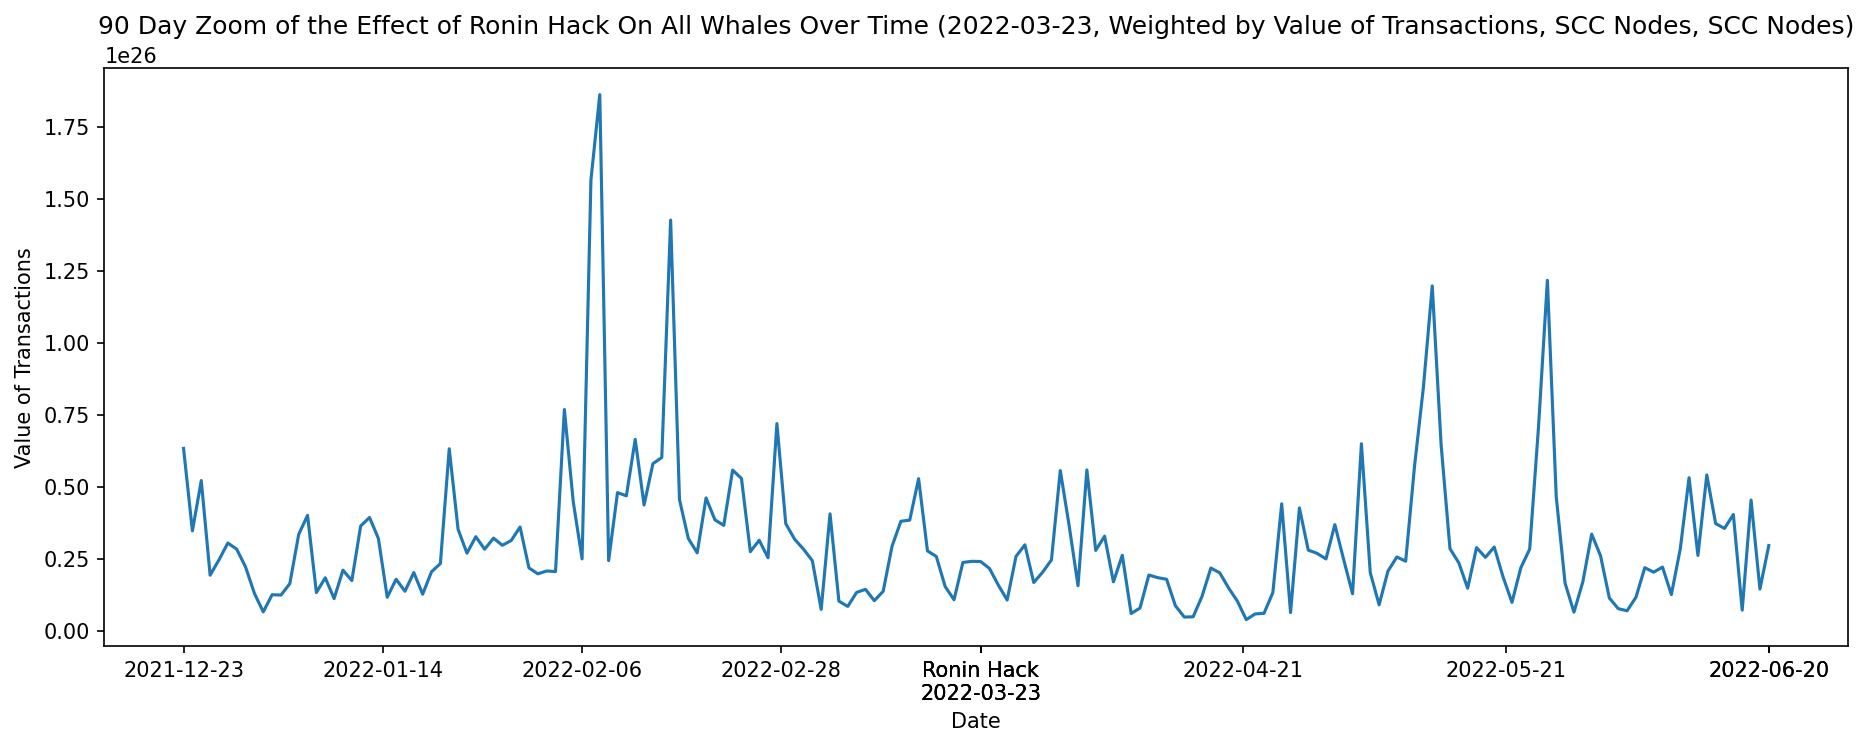 90 Day Zoom of the Effect of Ronin Hack On All Whales Over Time (2022-03-23, Weighted by Value of Transactions, SCC Nodes, SCC Nodes)
1e26
1.75
1.50
1.25
1.00
0.75
0.50
0.25
0.00
Value of Transactions
2021-12-23 2022-01-14 2022-02-06 2022-02-28 Ronin Hack 2022-04-21 2022-05-21 2022-06-20
2022-03-23
Date